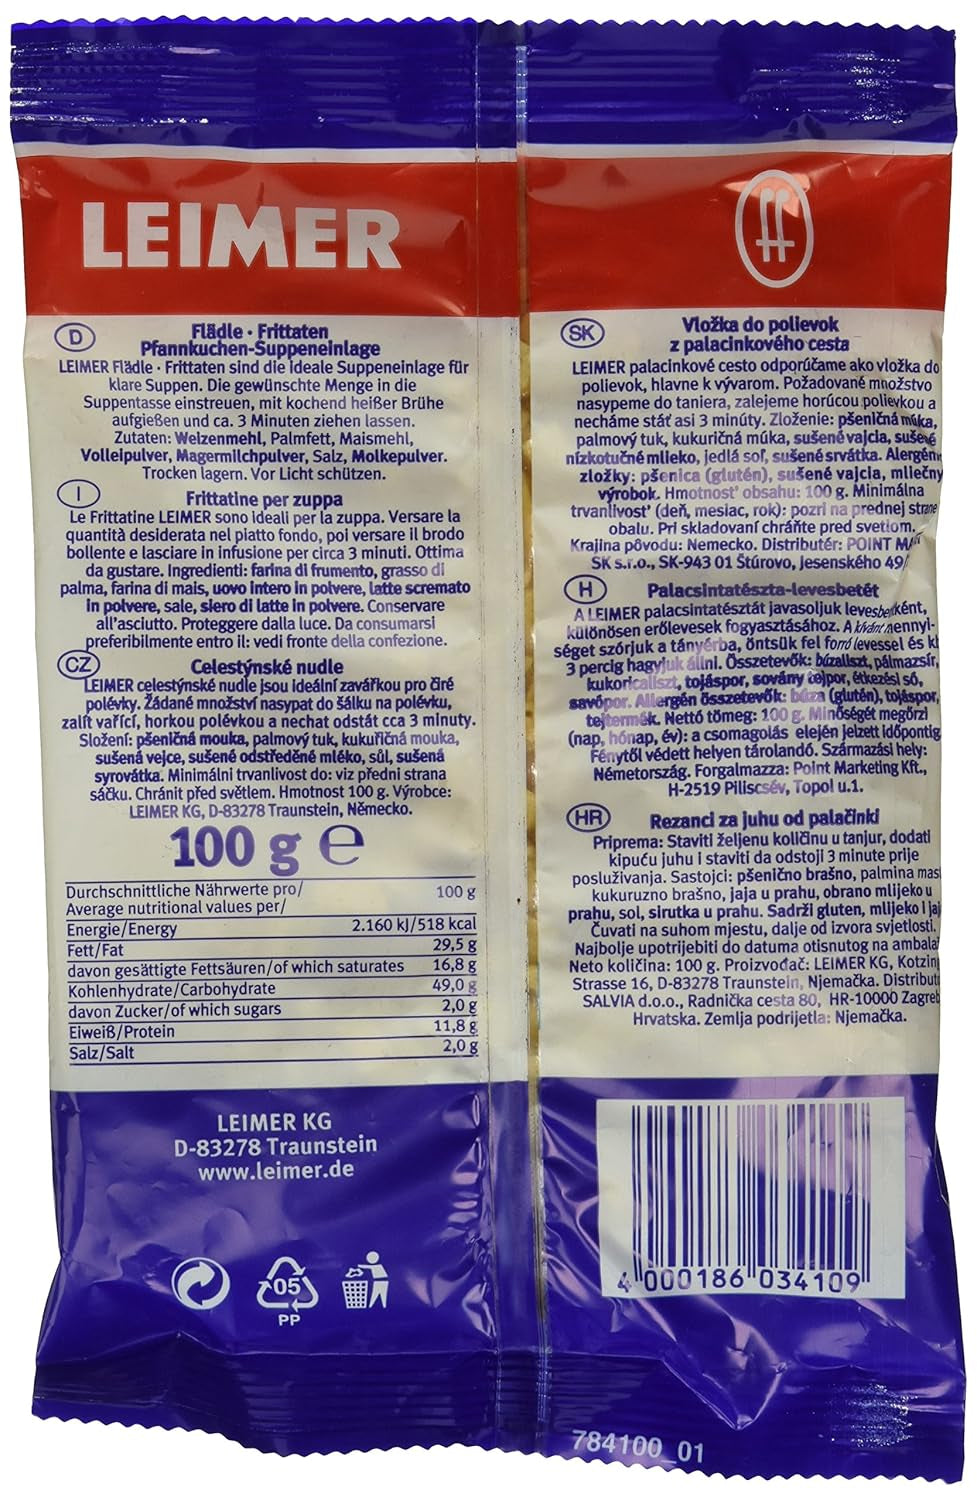 LEIMER
D
Flädle · Frittaten
Pfannkuchen-Suppeneinlage
LEIMER Flädle · Frittaten sind die ideale Suppeneinlage für
klare Suppen. Die gewünschte Menge in die
Suppentasse einstreuen, mit kochend heißer Brühe
aufgießen und ca. 3 Minuten ziehen lassen.
Zutaten: Weizenmehl, Palmfett, Maismehl,
Volleipulver, Magermilchpulver, Salz, Molkepulver.
Trocken lagern. Vor Licht schützen.
I
Frittatine per zuppa
Le Frittatine LEIMER sono ideali per la zuppa. Versare la
quantità desiderata nel piatto fondo, poi versare il brodo
bollente e lasciare in infusione per circa 3 minuti. Ottima
da gustare. Ingredienti: farina di frumento, grasso di
palma, farina di mais, uovo intero in polvere, latte scremato
in polvere, sale, siero di latte in polvere. Conservare
all'asciutto. Proteggere dalla luce. Da consumarsi
preferibilmente entro il: vedi fronte della confezione.
CZ
Celestýnské nudle
LEIMER celestýnské nudle jsou ideální zavářkou pro čiré
polévky. Žádané množství nasypat do šálku na polévku,
zalít vařící, horkou polévkou a nechat odstát cca 3 minuty.
Složení: pšeničná mouka, palmový tuk, kukuřičná mouka,
sušená vejce, sušené odstředěné mléko, sůl, sušená
syrovátka. Minimálni trvanlivost do: viz předni strana
sáčku. Chránit před světlem. Hmotnost 100 g. Výrobce:
LEIMER KG, D-83278 Traunstein, Německo.
100 g e
Durchschnittliche Nährwerte pro/ 100 g
Average nutritional values per/
Energie/Energy 2.160 kJ/518 kcal
Fett/Fat 29,5 g
davon gesättigte Fettsäuren/of which saturates 16,8 g
Kohlenhydrate/Carbohydrate 49,0 g
davon Zucker/of which sugars 2,0 g
Eiweiß/Protein 11,8 g
Salz/Salt 2,0 g
LEIMER KG
D-83278 Traunstein
www.leimer.de
05
PP
SK
Vložka do polievok
z palacinkového cesta
LEIMER palacinkové cesto odporúčame ako vložka do
polievok, hlavne k vývarom. Požadované množstvo
nasypeme do taniera, zalejeme horúcou polievkou a
necháme stáť asi 3 minúty. Zloženie: pšeničná múka,
palmový tuk, kukuričná múka, sušené vajcia, sušené
nízkotučné mlieko, jedlá soľ, sušené srvátka. Alergén
zložky: pšenica (glutén), sušené vajcia, mliečny
výrobok. Hmotnosť obsahu: 100 g. Minimálna
trvanlivosť (deň, mesiac, rok): pozri na prednej strane
obalu. Pri skladovaní chráňte pred svetlom.
Krajina pôvodu: Nemecko. Distributér: POINT
SK s.r.o., SK-943 01 Štúrovo, Jesenského 49
H
Palacsintatészta-levesbetét
A LEIMER palacsintatésztát javasoljuk levesbetétként,
különösen erőlevesek fogyasztásához. A kívánt mennyi-
séget szórjuk a tányérba, öntsük fel forró levessel és
3 percig hagyjuk állni. Összetevők: búzaliszt, pálmazsír,
kukoricaliszt, tojáspor, sovány tejpor, étkezési só,
savópor. Allergén összetevők: búza (glutén), tojáspor,
tejtermék. Nettó tömeg: 100 g. Minőségét megőrzi
(nap, hónap, év): a csomagolás elején jelzett időpontig
Fénytől védett helyen tárolandó. Származási hely:
Németország. Forgalmazza: Point Marketing Kft.,
H-2519 Piliscsév, Topol u.1.
HR
Rezanci za juhu od palačinki
Priprema: Staviti željenu količinu u tanjur, dodati
kipuću juhu i staviti da odstoji 3 minute prije
posluživanja. Sastojci: pšenično brašno, palmina
kukuruzno brašno, jaja u prahu, obrano mlijeko u
prahu, sol, sirutka u prahu. Sadrži gluten, mlijeko i
Čuvati na suhom mjestu, dalje od izvora svjetlosti.
Najbolje upotrijebiti do datuma otisnutog na
Neto količina: 100 g. Proizvođač: LEIMER KG,
Strasse 16, D-83278 Traunstein, Njemačka.
SALVIA d.o.o., Radnička cesta 80, HR-10000 Zagreb
Hrvatska. Zemlja podrijetla: Njemačka.
4 000186 034109
784100_01